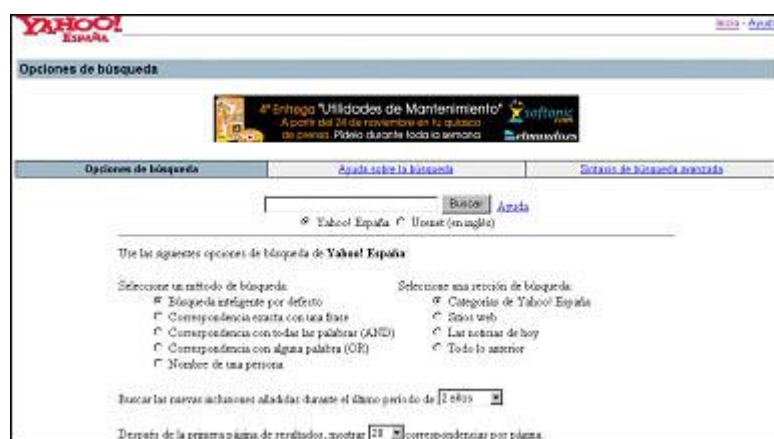 YAHOO!
España
Inicio - Ayuda
Opciones de búsqueda
4ª Entrega "Utilidades de Mantenimiento"
A partir del 24 de noviembre en tu quiosco
de prensa. Pídelo durante toda la semana
softonic
.com
elmundo.es
Opciones de búsqueda Ayuda sobre la búsqueda Sintaxis de búsqueda avanzada
Buscar Ayuda
Yahoo! España Usenet (en inglés)
Use las siguientes opciones de búsqueda de Yahoo! España
Seleccione un método de búsqueda: Seleccione una sección de búsqueda:
Búsqueda inteligente por defecto Categorías de Yahoo! España
Correspondencia exacta con una frase Sitios web
Correspondencia con todas las palabras (AND) Las noticias de hoy
Correspondencia con alguna palabra (OR) Todo lo anterior
Nombre de una persona
Buscar las nuevas inclusiones añadidas durante el último periodo de 2 años
Después de la primera página de resultados, mostrar 20 correspondencias por página